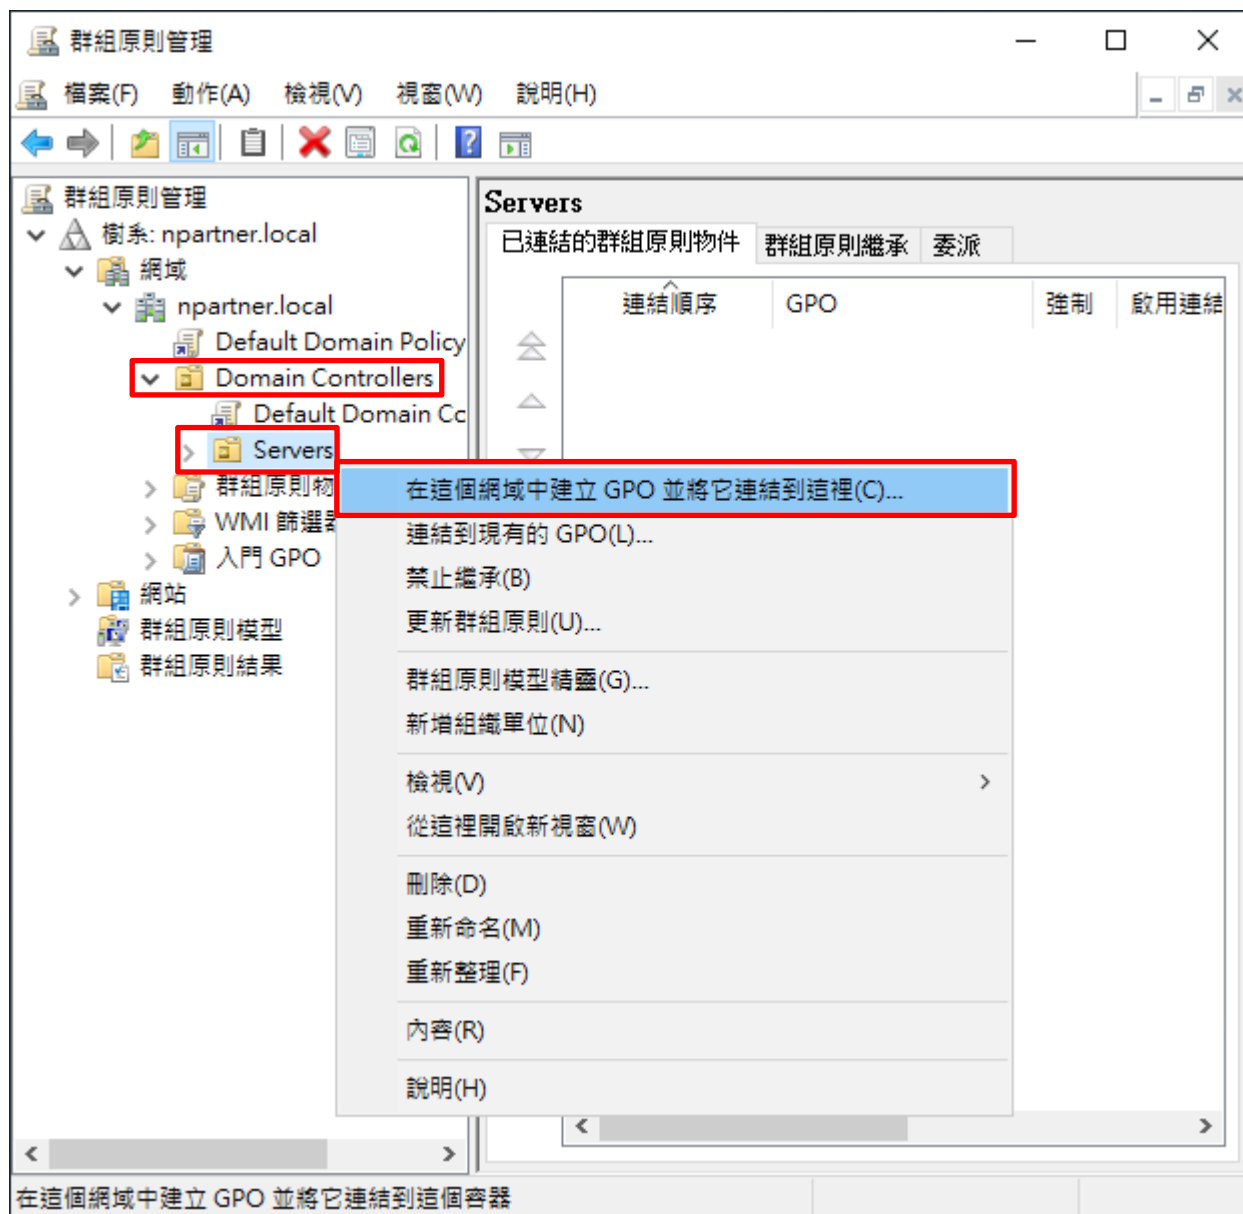 群組原則管理
檔案(F) 動作(A) 檢視(V) 視窗(W) 說明(H)
群組原則管理
樹系: npartner.local
網域
npartner.local
Default Domain Policy
Domain Controllers
Default Domain Cc
Servers
群組原則物
WMI 篩選器
入門 GPO
網站
群組原則模型
群組原則結果
Servers
已連結的群組原則物件 群組原則繼承 委派
連結順序 GPO 強制 啟用連結
在這個網域中建立 GPO 並將它連結到這裡(C)...
連結到現有的 GPO(L)...
禁止繼承(B)
更新群組原則(U)...
群組原則模型精靈(G)...
新增組織單位(N)
檢視(V)
從這裡開啟新視窗(W)
刪除(D)
重新命名(M)
重新整理(F)
內容(R)
說明(H)
在這個網域中建立 GPO 並將它連結到這個容器